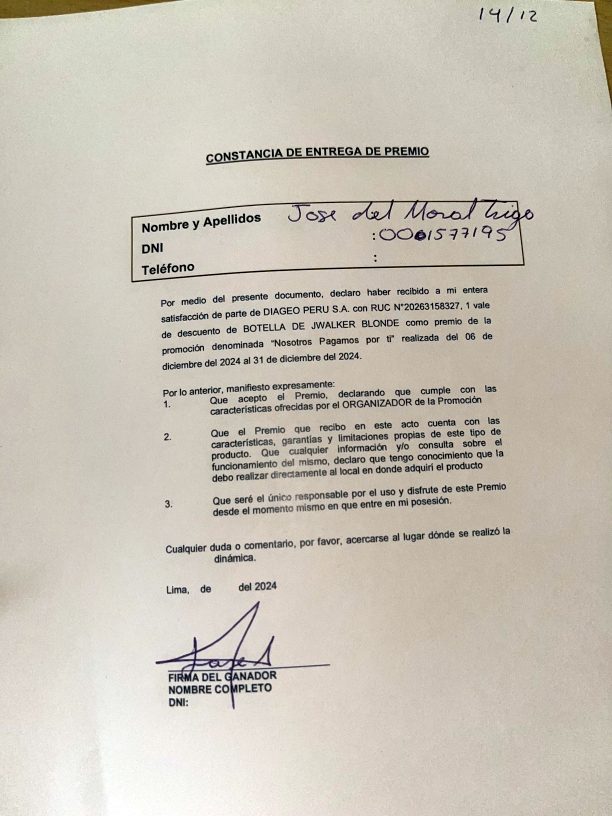 14/12
CONSTANCIA DE ENTREGA DE PREMIO
Nombre y Apellidos Jose del Moral Trigo
DNI :0001577195
Teléfono :
Por medio del presente documento, declaro haber recibido a mi entera
satisfacción de parte de DIAGEO PERU S.A. con RUC N°20263158327, 1 vale
de descuento de BOTELLA DE JWALKER BLONDE como premio de la
promoción denominada "Nosotros Pagamos por ti" realizada del 06 de
diciembre del 2024 al 31 de diciembre del 2024.
Por lo anterior, manifiesto expresamente:
1. Que acepto el Premio, declarando que cumple con las
características ofrecidas por el ORGANIZADOR de la Promoción
2. Que el Premio que recibo en este acto cuenta con las
características, garantías y limitaciones propias de este tipo de
producto. Que cualquier información y/o consulta sobre el
funcionamiento del mismo, declaro que tengo conocimiento que la
debo realizar directamente al local en donde adquirí el producto
3. Que seré el único responsable por el uso y disfrute de este Premio
desde el momento mismo en que entre en mi posesión.
Cualquier duda o comentario, por favor, acercarse al lugar dónde se realizó la
dinámica.
Lima, de del 2024
FIRMA DEL GANADOR
NOMBRE COMPLETO
DNI: